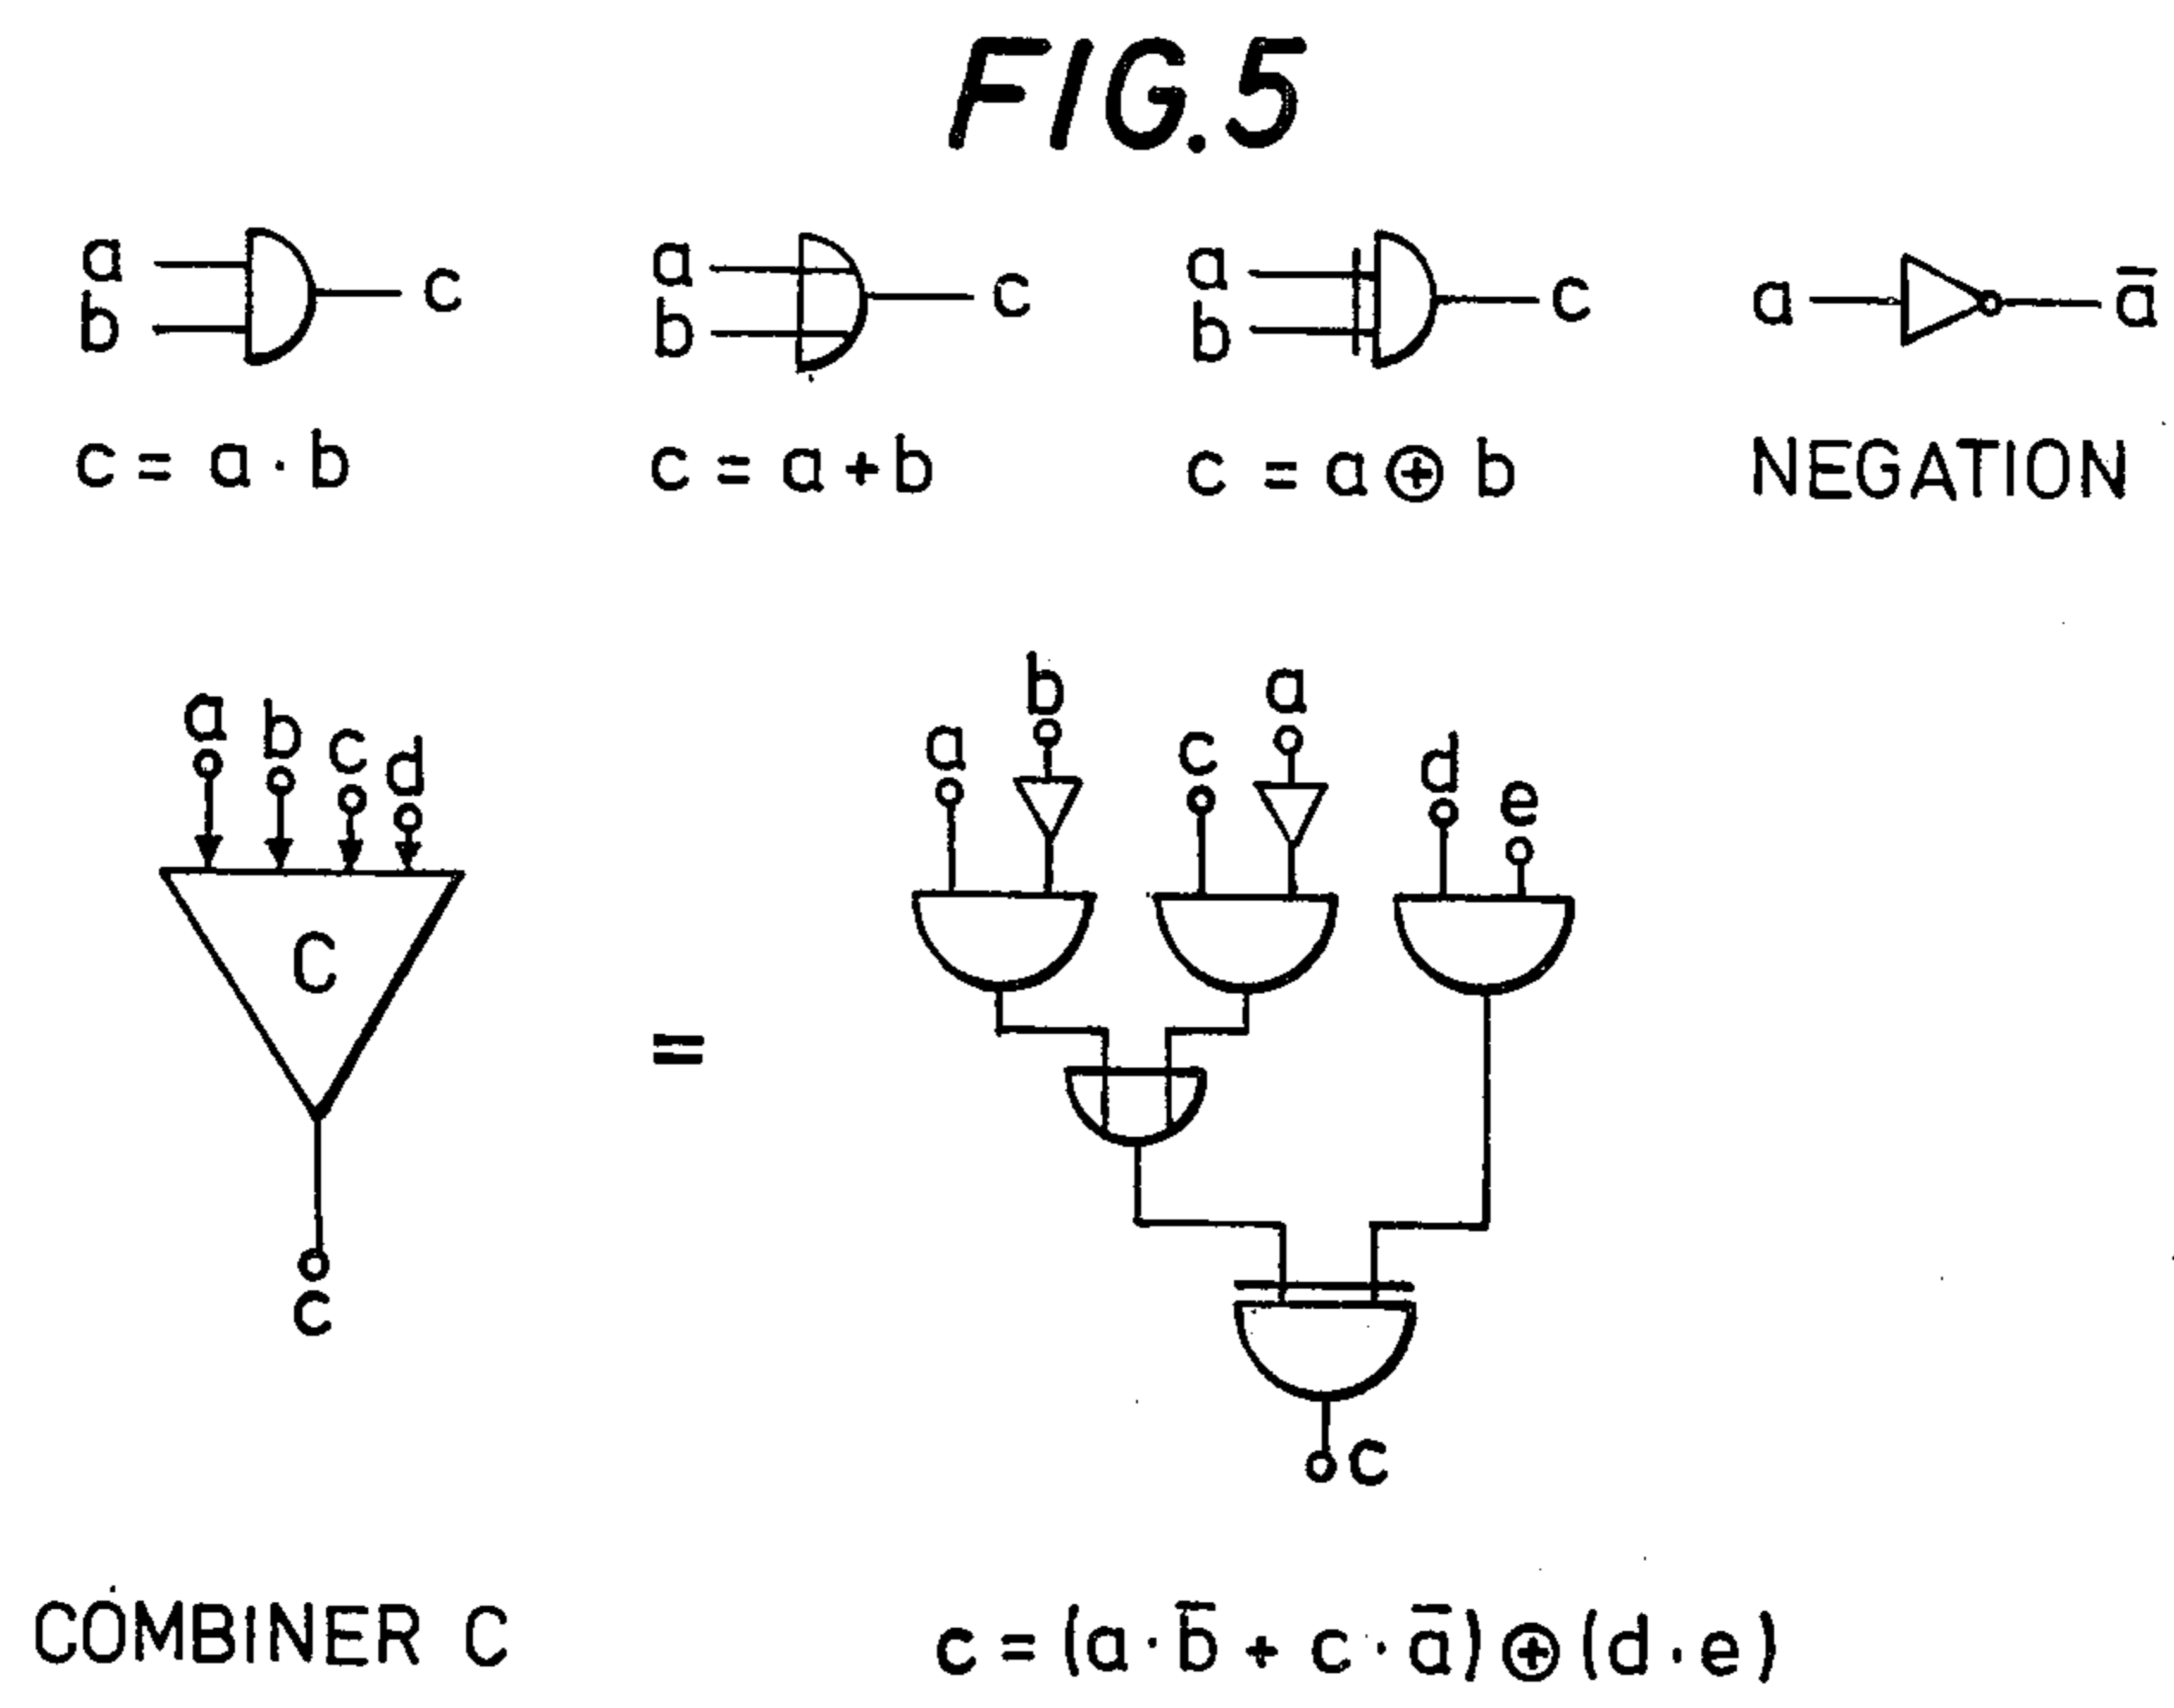 FIG.5
a
b
c
a
b
c
a
b
c
a
a̅
c = a · b
c = a + b
c = a ⊕ b
NEGATION
a
b
c
d
C
c
=
a
b
c
a
d
e
c
COMBINER C
c = (a · b̅ + c · a̅) ⊕ (d · e)